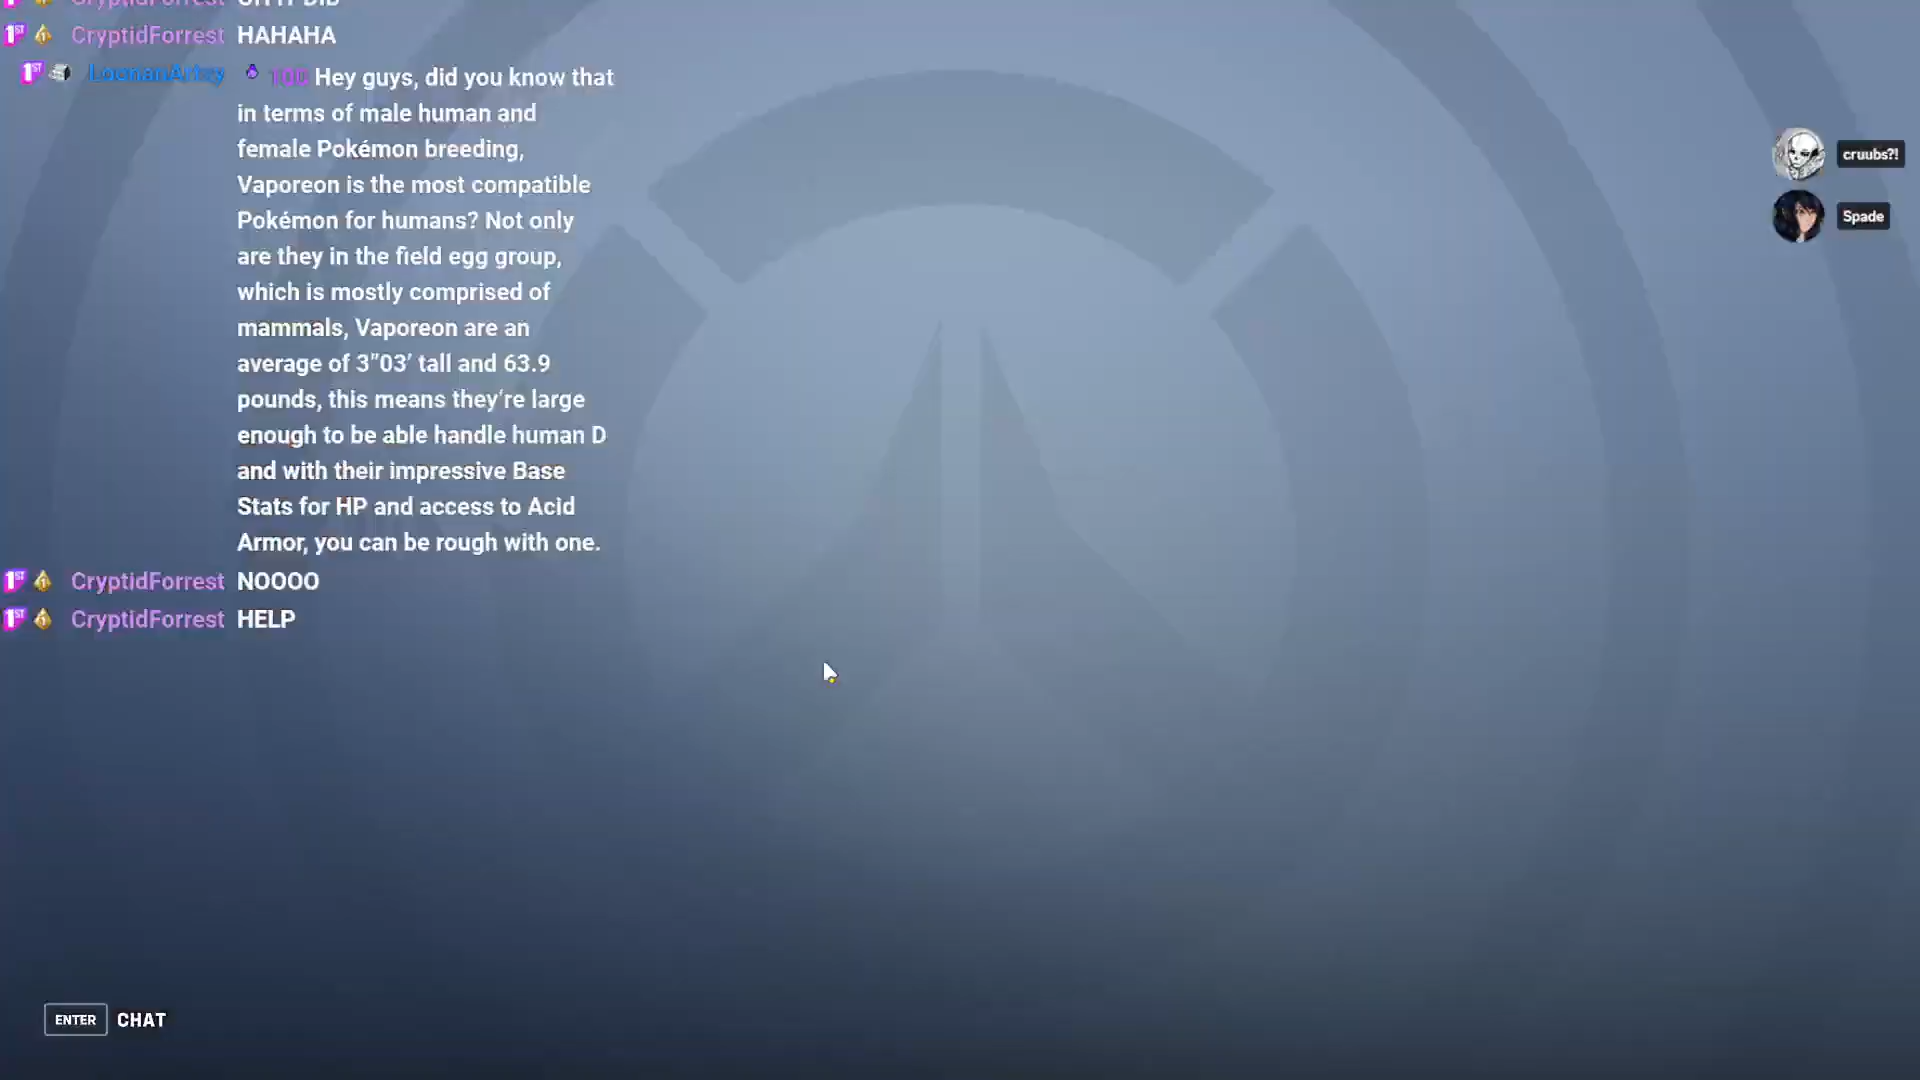 CryptidForrest HAHAHA
LoonanArtzy 100 Hey guys, did you know that
in terms of male human and
female Pokémon breeding,
Vaporeon is the most compatible
Pokémon for humans? Not only
are they in the field egg group,
which is mostly comprised of
mammals, Vaporeon are an
average of 3"03' tall and 63.9
pounds, this means they're large
enough to be able handle human D
and with their impressive Base
Stats for HP and access to Acid
Armor, you can be rough with one.
CryptidForrest NOOOO
CryptidForrest HELP
cruubs?!
Spade
ENTER CHAT